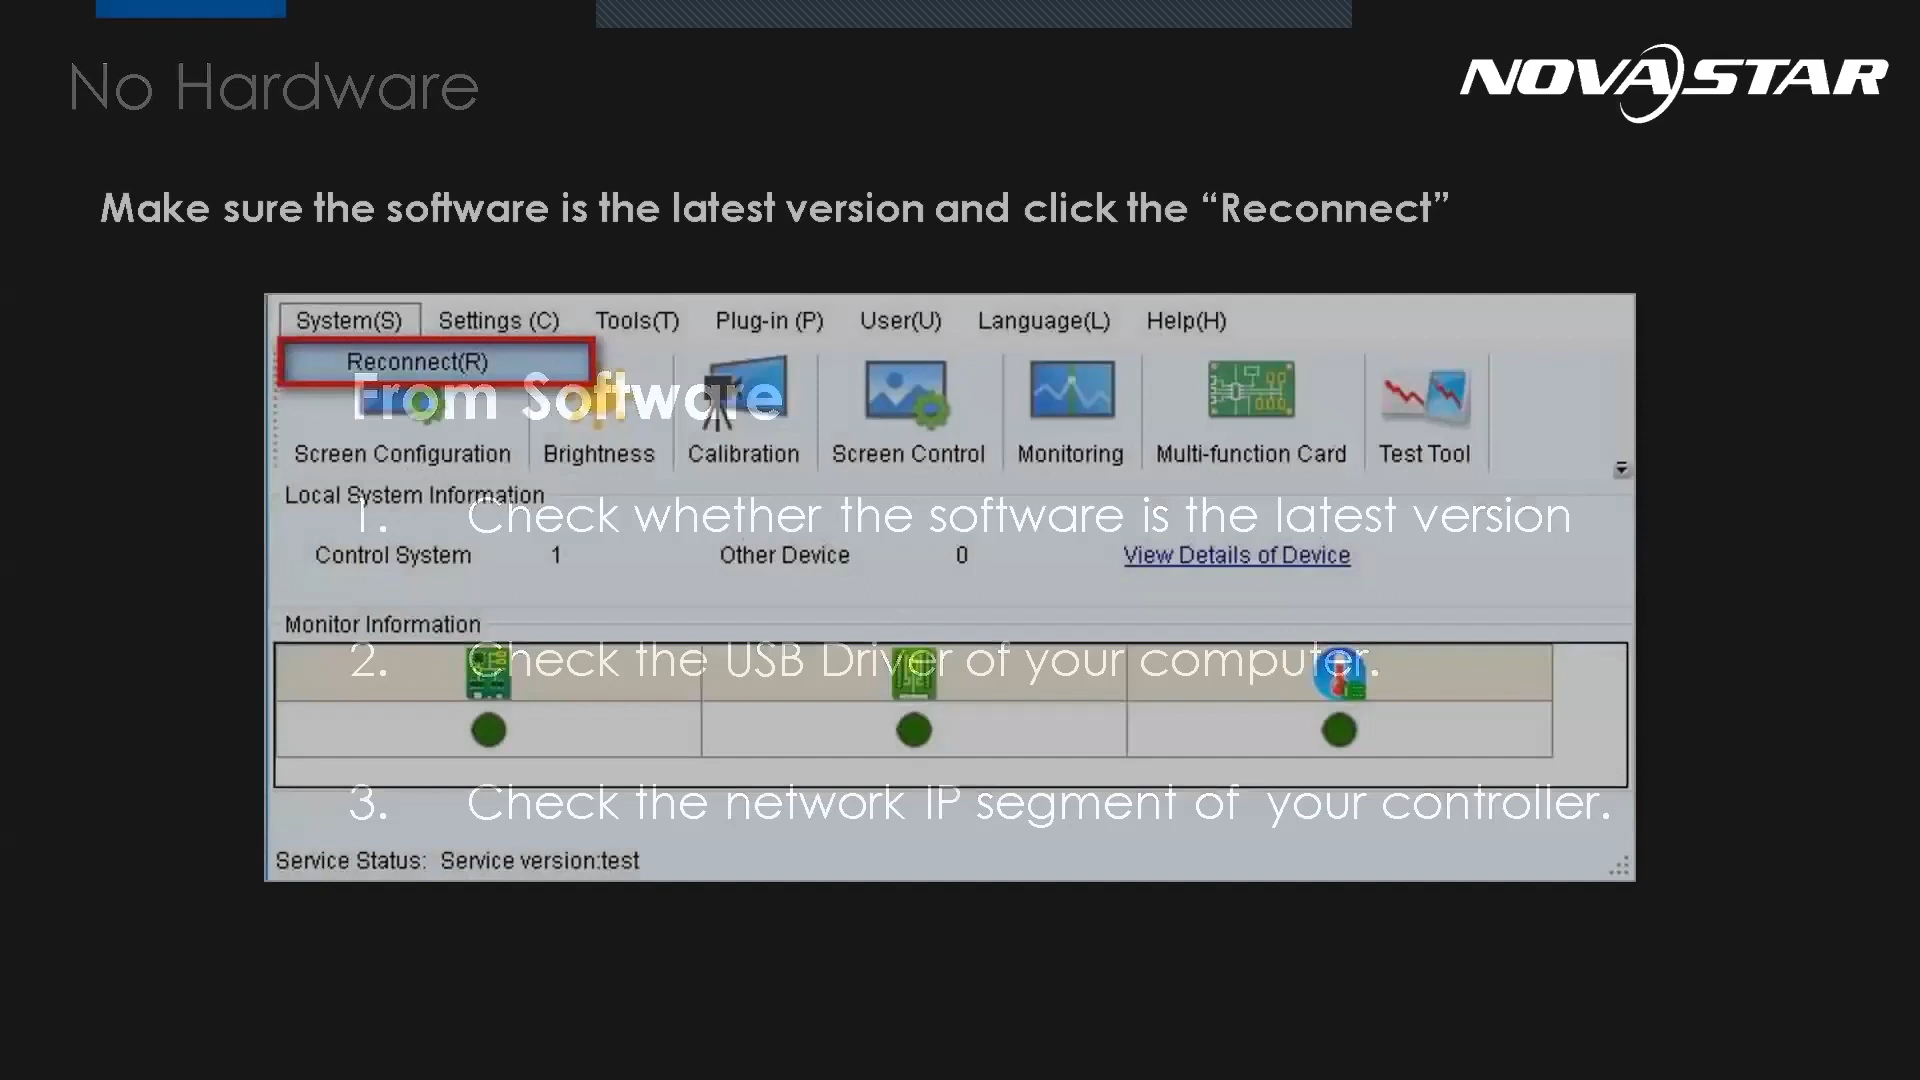 No Hardware
NOVASTAR
Make sure the software is the latest version and click the “Reconnect”
System(S) Settings (C) Tools(T) Plug-in (P) User(U) Language(L) Help(H)
Reconnect(R)
From Software
Screen Configuration Brightness Calibration Screen Control Monitoring Multi-function Card Test Tool
Local System Information
1. Check whether the software is the latest version
Control System 1 Other Device 0 View Details of Device
Monitor Information
2. Check the USB Driver of your computer.
3. Check the network IP segment of your controller.
Service Status: Service version:test